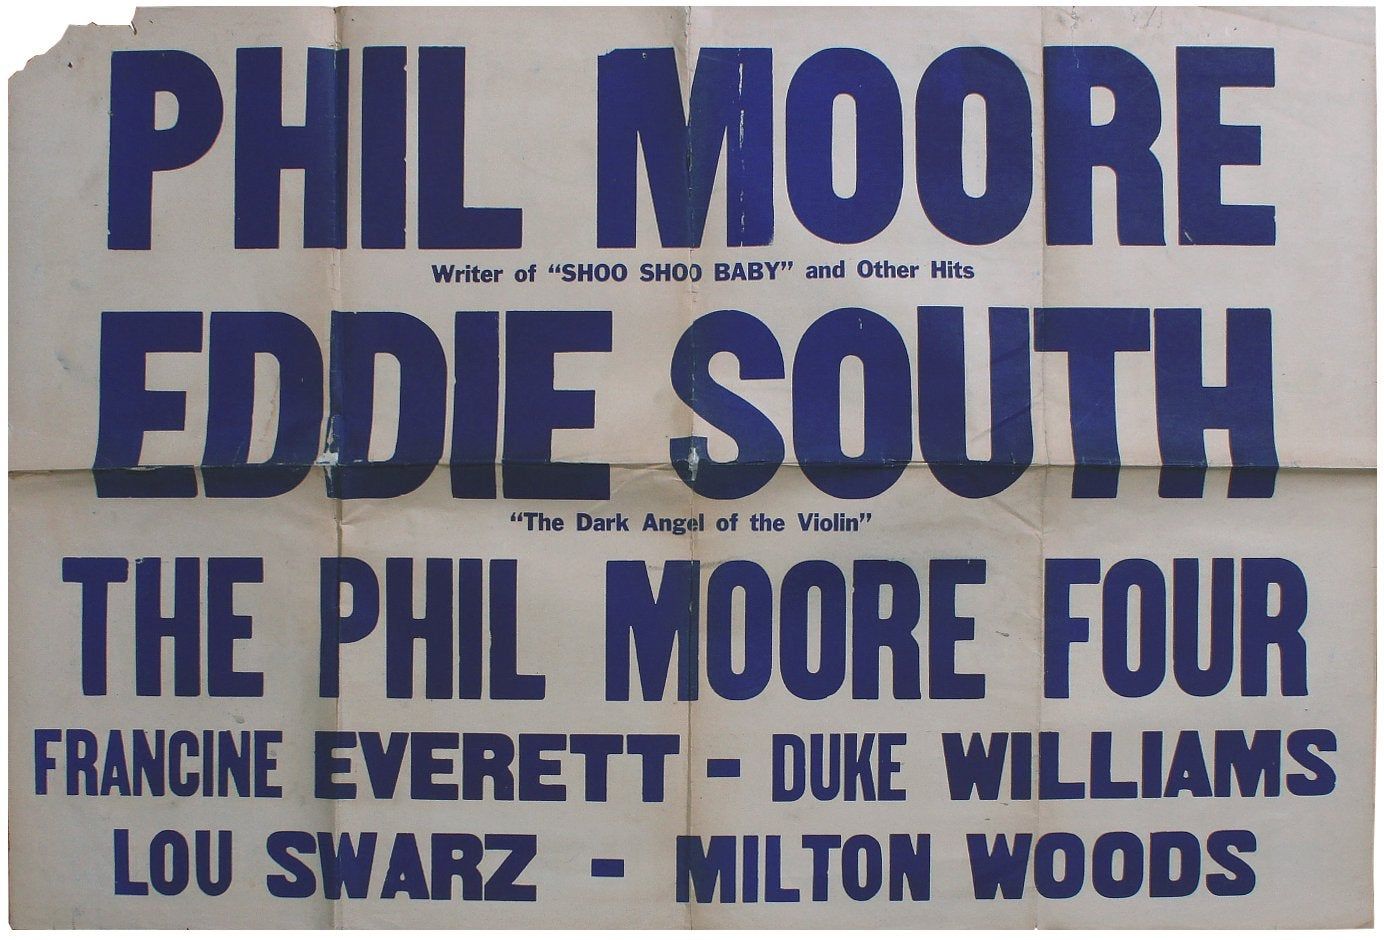 PHIL MOORE
Writer of “SHOO SHOO BABY” and Other Hits
EDDIE SOUTH
“The Dark Angel of the Violin”
THE PHIL MOORE FOUR
FRANCINE EVERETT - DUKE WILLIAMS
LOU SWARZ - MILTON WOODS